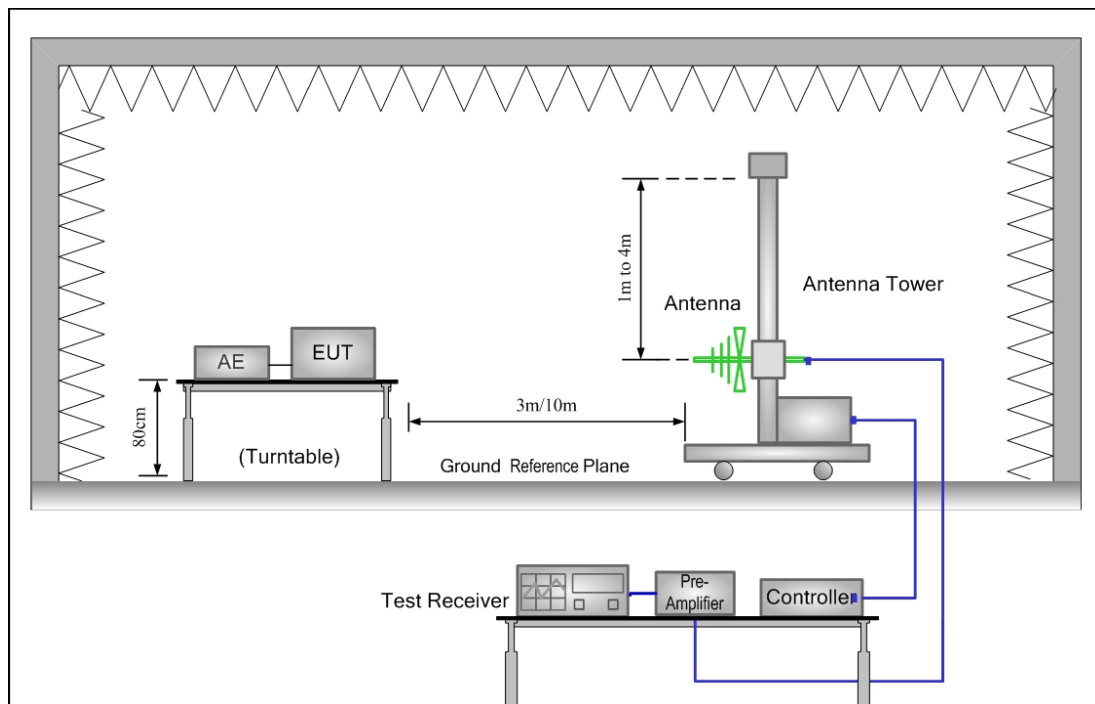 1m to 4m
Antenna
Antenna Tower
AE
EUT
80cm
3m/10m
(Turntable)
Ground Reference Plane
Test Receiver
Pre-
Amplifier
Controller